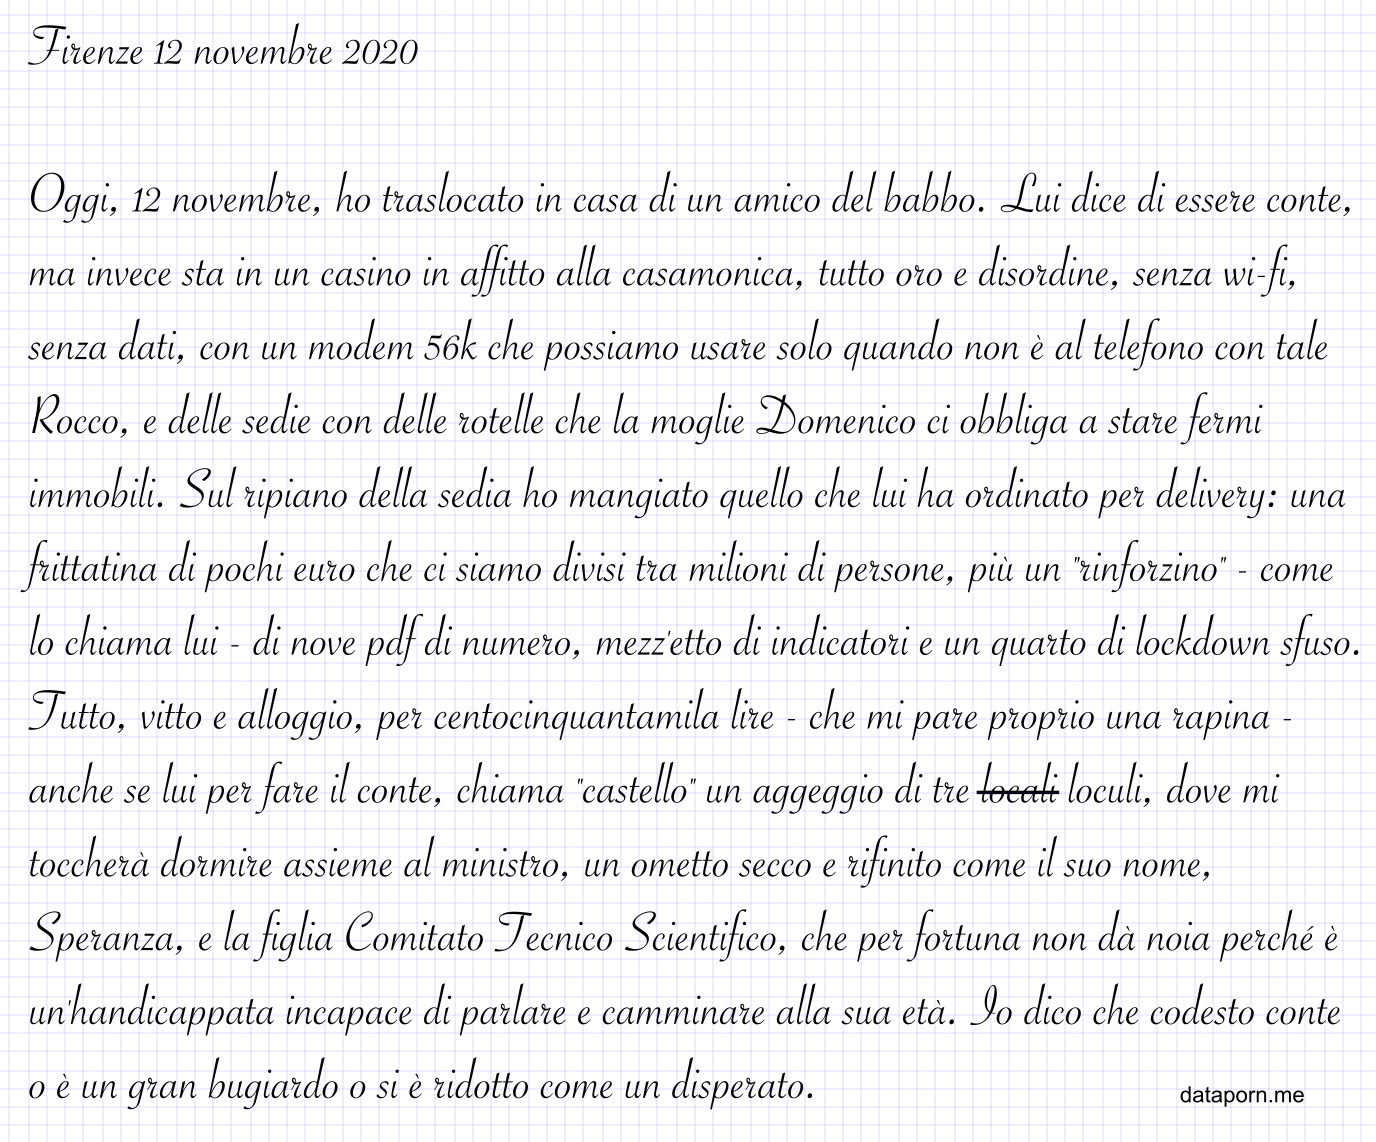 Firenze 12 novembre 2020
Oggi, 12 novembre, ho traslocato in casa di un amico del babbo. Lui dice di essere conte,
ma invece sta in un casino in affitto alla casamonica, tutto oro e disordine, senza wi-fi,
senza dati, con un modem 56k che possiamo usare solo quando non è al telefono con tale
Rocco, e delle sedie con delle rotelle che la moglie Domenico ci obbliga a stare fermi
immobili. Sul ripiano della sedia ho mangiato quello che lui ha ordinato per delivery: una
frittatina di pochi euro che ci siamo divisi tra milioni di persone, più un "rinforzino" - come
lo chiama lui - di nove pdf di numero, mezz'etto di indicatori e un quarto di lockdown sfuso.
Tutto, vitto e alloggio, per centocinquantamila lire - che mi pare proprio una rapina -
anche se lui per fare il conte, chiama "castello" un aggeggio di tre locali loculi, dove mi
toccherà dormire assieme al ministro, un ometto secco e rifinito come il suo nome,
Speranza, e la figlia Comitato Tecnico Scientifico, che per fortuna non dà noia perché è
un'handicappata incapace di parlare e camminare alla sua età. Io dico che codesto conte
o è un gran bugiardo o si è ridotto come un disperato.
dataporn.me